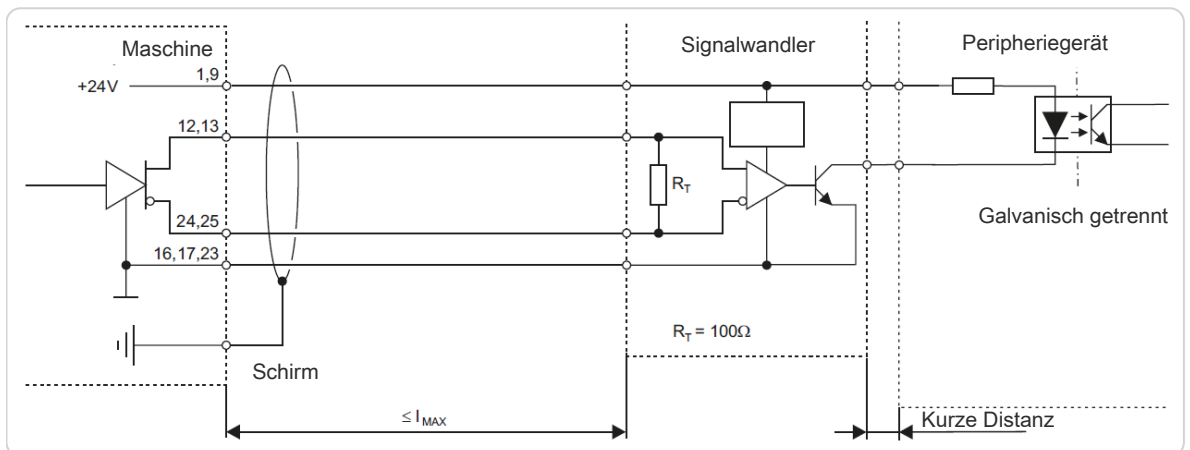 Maschine
Signalwandler
Peripheriegerät
+24V
1,9
12,13
R_T
24,25
Galvanisch getrennt
16,17,23
R_T = 100Ω
Schirm
≤ I_MAX
Kurze Distanz